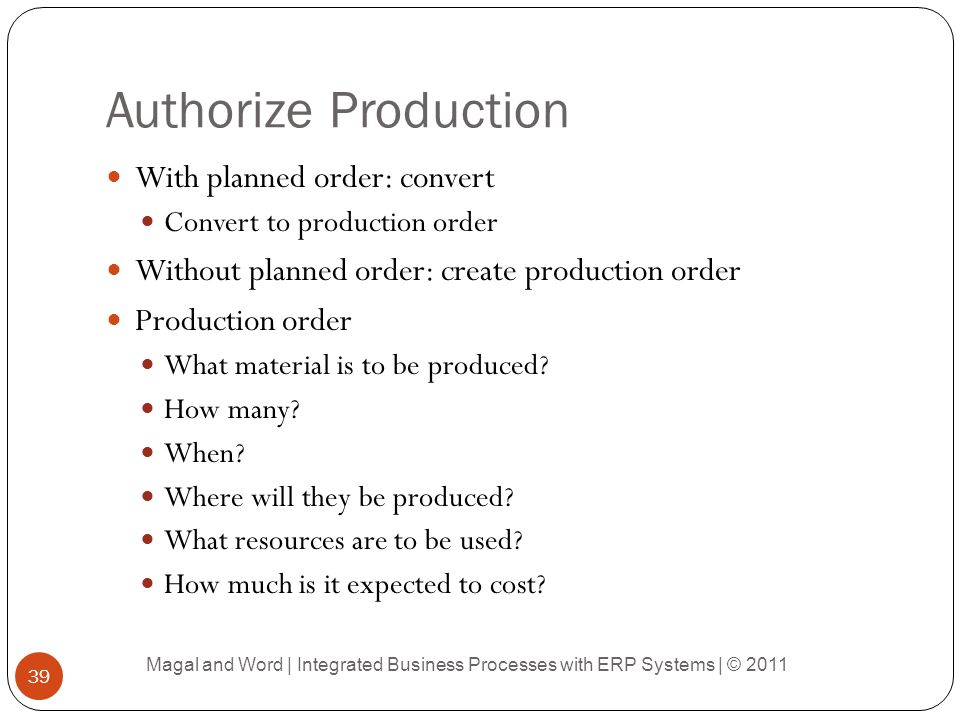 Authorize Production
With planned order: convert
Convert to production order
Without planned order: create production order
Production order
What material is to be produced?
How many?
When?
Where will they be produced?
What resources are to be used?
How much is it expected to cost?
Magal and Word | Integrated Business Processes with ERP Systems | © 2011
39